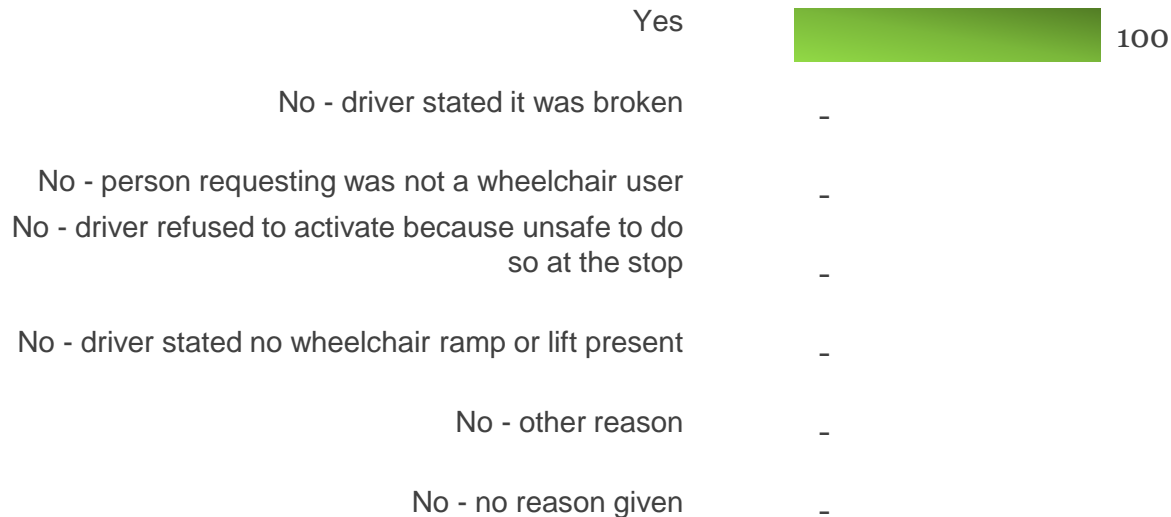 Yes 100
No - driver stated it was broken -
No - person requesting was not a wheelchair user -
No - driver refused to activate because unsafe to do
so at the stop -
No - driver stated no wheelchair ramp or lift present -
No - other reason -
No - no reason given -